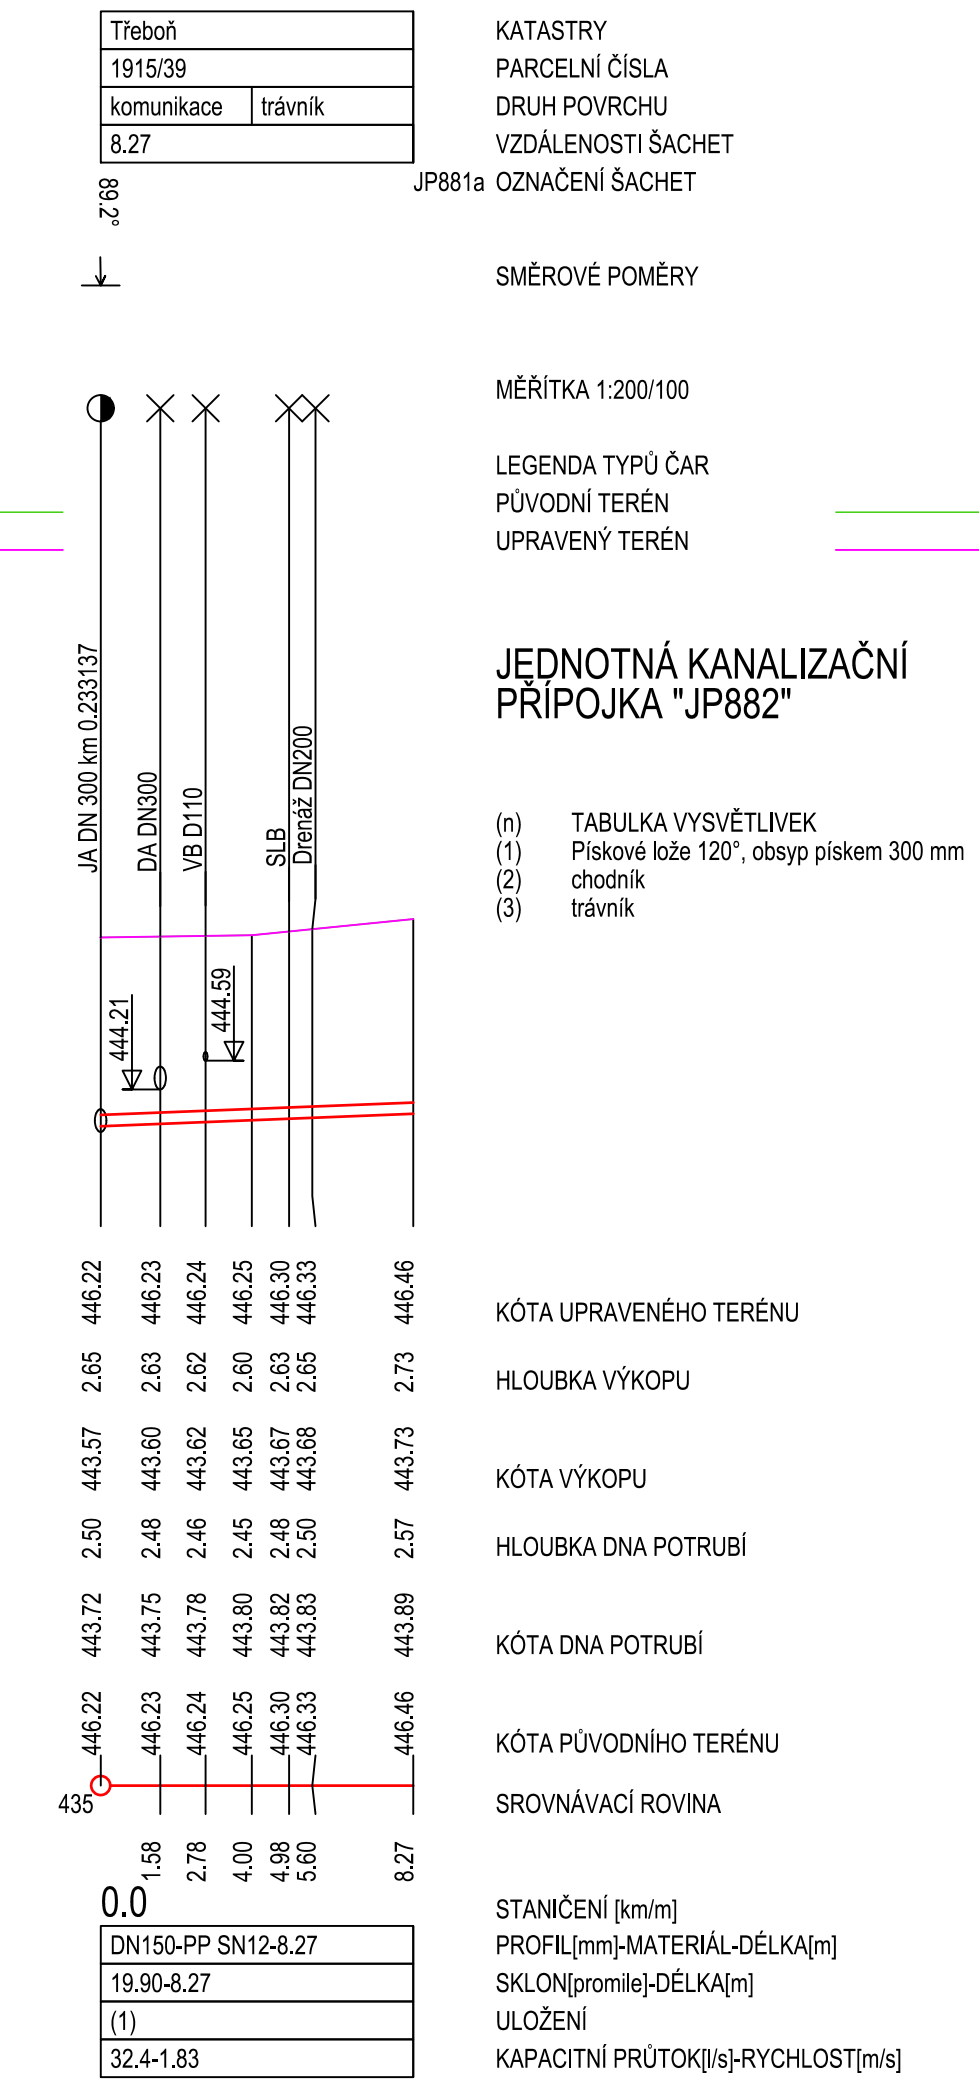 Třeboň KATASTRY
1915/39 PARCELNÍ ČÍSLA
komunikace trávník DRUH POVRCHU
8.27 VZDÁLENOSTI ŠACHET
JP881a OZNAČENÍ ŠACHET
89.2°
SMĚROVÉ POMĚRY
MĚŘÍTKA 1:200/100
LEGENDA TYPŮ ČAR
PŮVODNÍ TERÉN
UPRAVENÝ TERÉN
JEDNOTNÁ KANALIZAČNÍ
PŘÍPOJKA "JP882"
JA DN 300 km 0.233137
DA DN300
VB D110
SLB
Drenáž DN200
(n) TABULKA VYSVĚTLIVEK
(1) Pískové lože 120°, obsyp pískem 300 mm
(2) chodník
(3) trávník
444.21
444.59
446.22 446.23 446.24 446.25 446.30 446.33 446.46 KÓTA UPRAVENÉHO TERÉNU
2.65 2.63 2.62 2.60 2.63 2.65 2.73 HLOUBKA VÝKOPU
443.57 443.60 443.62 443.65 443.67 443.68 443.73 KÓTA VÝKOPU
2.50 2.48 2.46 2.45 2.48 2.50 2.57 HLOUBKA DNA POTRUBÍ
443.72 443.75 443.78 443.80 443.82 443.83 443.89 KÓTA DNA POTRUBÍ
446.22 446.23 446.24 446.25 446.30 446.33 446.46 KÓTA PŮVODNÍHO TERÉNU
435 SROVNÁVACÍ ROVINA
1.58 2.78 4.00 4.98 5.60 8.27
0.0 STANIČENÍ [km/m]
DN150-PP SN12-8.27 PROFIL[mm]-MATERIÁL-DÉLKA[m]
19.90-8.27 SKLON[promile]-DÉLKA[m]
(1) ULOŽENÍ
32.4-1.83 KAPACITNÍ PRŮTOK[l/s]-RYCHLOST[m/s]